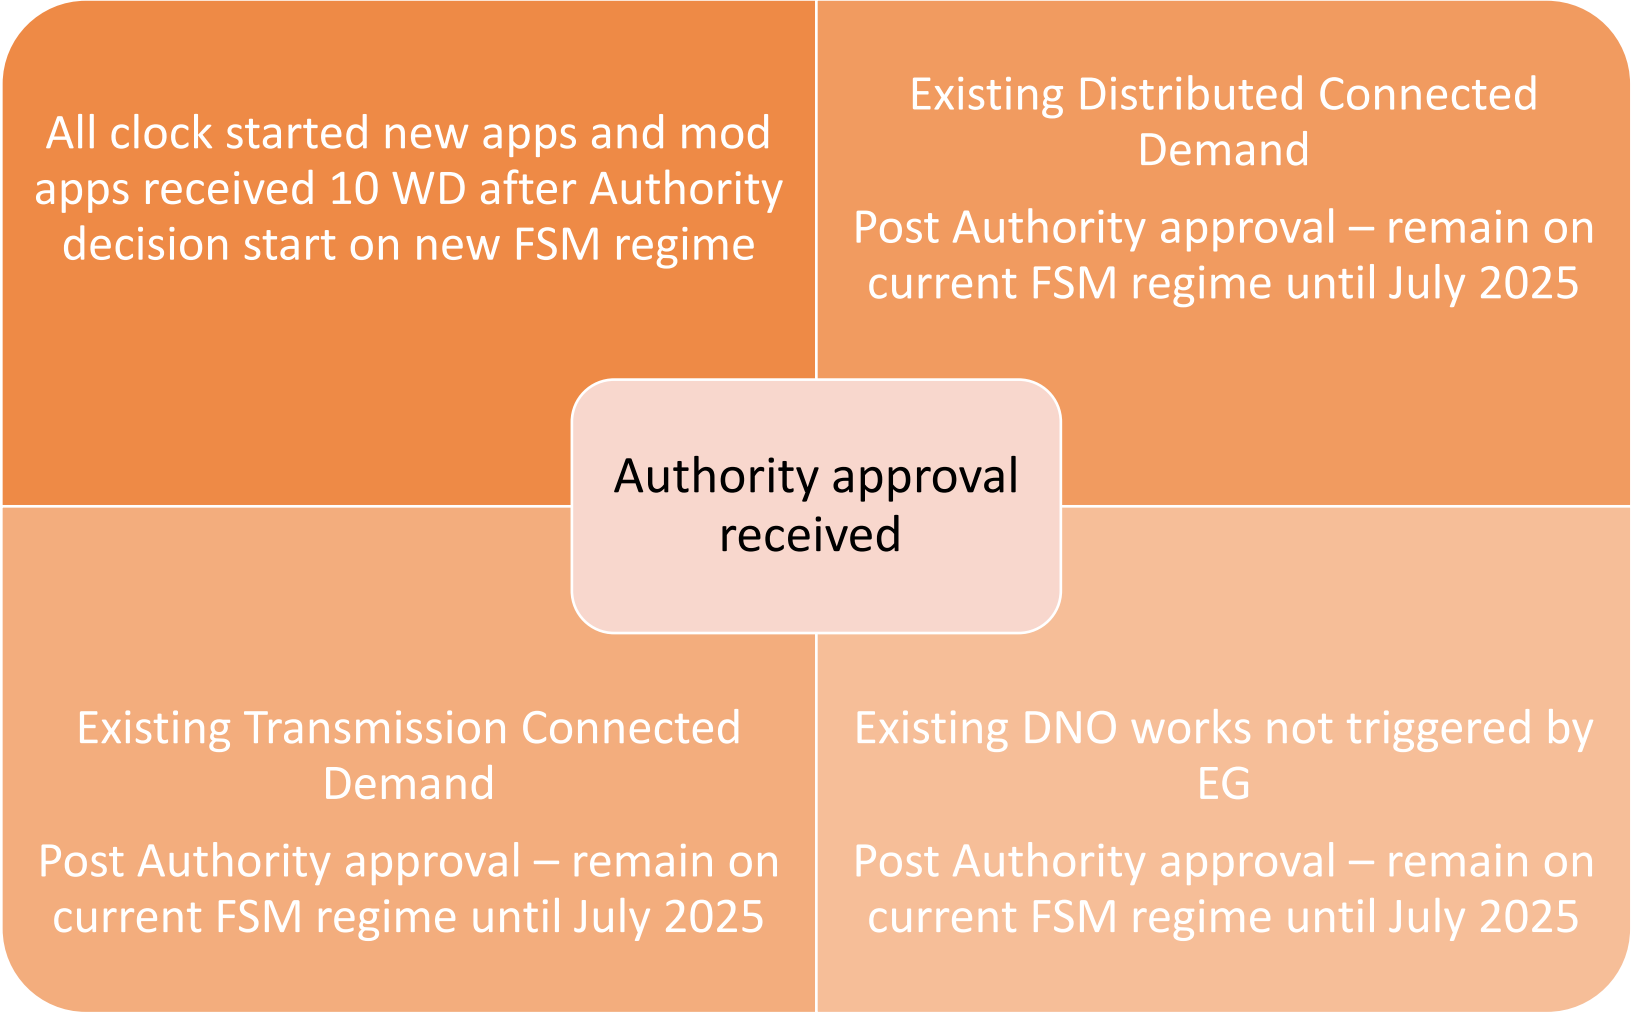 All clock started new apps and mod
apps received 10 WD after Authority
decision start on new FSM regime
Existing Distributed Connected
Demand
Post Authority approval – remain on
current FSM regime until July 2025
Authority approval
received
Existing Transmission Connected
Demand
Post Authority approval – remain on
current FSM regime until July 2025
Existing DNO works not triggered by
EG
Post Authority approval – remain on
current FSM regime until July 2025